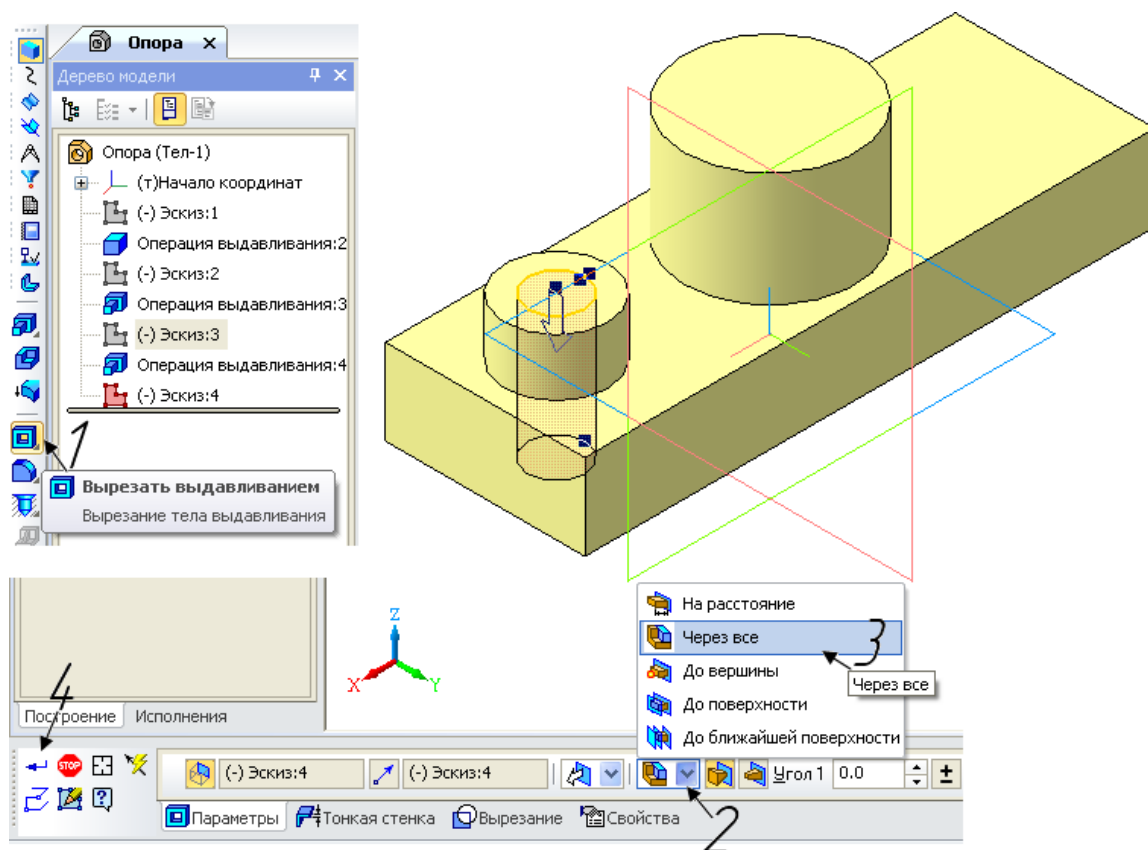 Опора
Дерево модели
Опора (Тел-1)
(т)Начало координат
(-) Эскиз:1
Операция выдавливания:2
(-) Эскиз:2
Операция выдавливания:3
(-) Эскиз:3
Операция выдавливания:4
(-) Эскиз:4
1
Вырезать выдавливанием
Вырезание тела выдавливания
На расстояние
Через все
3
До вершины
Через все
До поверхности
До ближайшей поверхности
Z
X
Y
4
Построение
Исполнения
STOP
(-) Эскиз:4
(-) Эскиз:4
Угол 1
0.0
Параметры
Тонкая стенка
Вырезание
Свойства
2